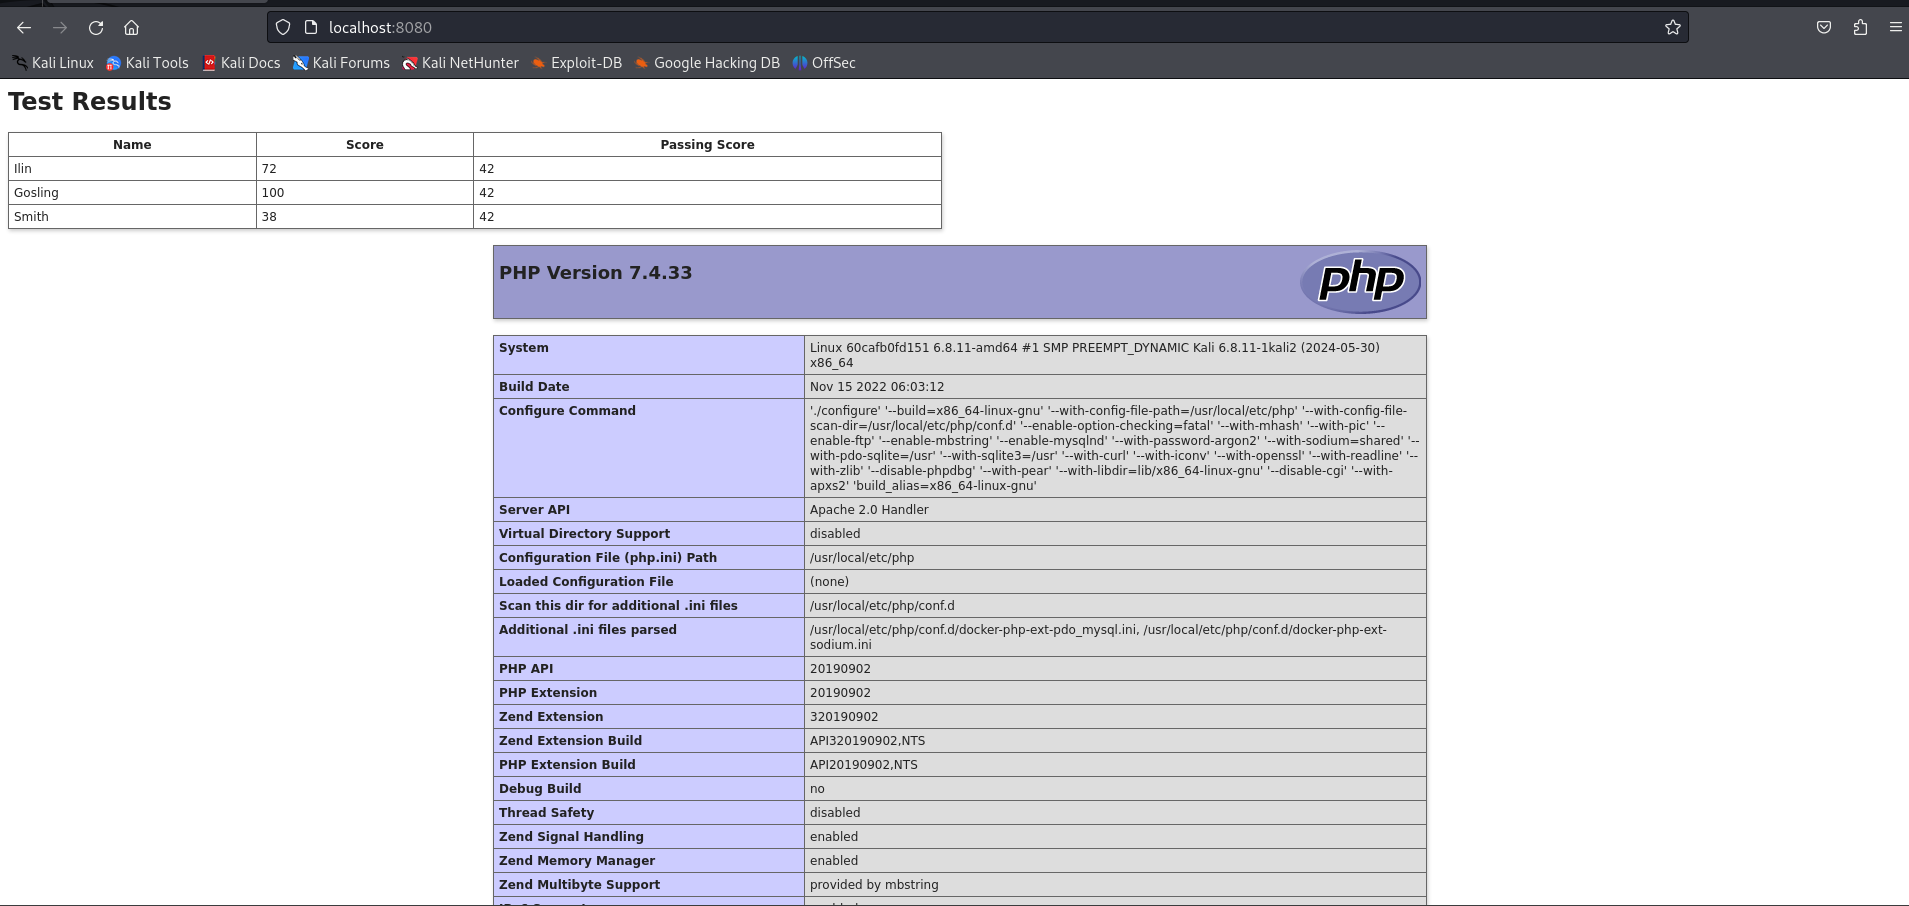 localhost:8080
Kali Linux Kali Tools Kali Docs Kali Forums Kali NetHunter Exploit-DB Google Hacking DB OffSec
Test Results
Name Score Passing Score
Ilin 72 42
Gosling 100 42
Smith 38 42
PHP Version 7.4.33
php
System Linux 60cafb0fd151 6.8.11-amd64 #1 SMP PREEMPT_DYNAMIC Kali 6.8.11-1kali2 (2024-05-30)
x86_64
Build Date Nov 15 2022 06:03:12
Configure Command './configure' '--build=x86_64-linux-gnu' '--with-config-file-path=/usr/local/etc/php' '--with-config-file-
scan-dir=/usr/local/etc/php/conf.d' '--enable-option-checking=fatal' '--with-mhash' '--with-pic' '--
enable-ftp' '--enable-mbstring' '--enable-mysqlnd' '--with-password-argon2' '--with-sodium=shared' '--
with-pdo-sqlite=/usr' '--with-sqlite3=/usr' '--with-curl' '--with-iconv' '--with-openssl' '--with-readline' '--
with-zlib' '--disable-phpdbg' '--with-pear' '--with-libdir=lib/x86_64-linux-gnu' '--disable-cgi' '--with-
apxs2' 'build_alias=x86_64-linux-gnu'
Server API Apache 2.0 Handler
Virtual Directory Support disabled
Configuration File (php.ini) Path /usr/local/etc/php
Loaded Configuration File (none)
Scan this dir for additional .ini files /usr/local/etc/php/conf.d
Additional .ini files parsed /usr/local/etc/php/conf.d/docker-php-ext-pdo_mysql.ini, /usr/local/etc/php/conf.d/docker-php-ext-
sodium.ini
PHP API 20190902
PHP Extension 20190902
Zend Extension 320190902
Zend Extension Build API320190902,NTS
PHP Extension Build API20190902,NTS
Debug Build no
Thread Safety disabled
Zend Signal Handling enabled
Zend Memory Manager enabled
Zend Multibyte Support provided by mbstring